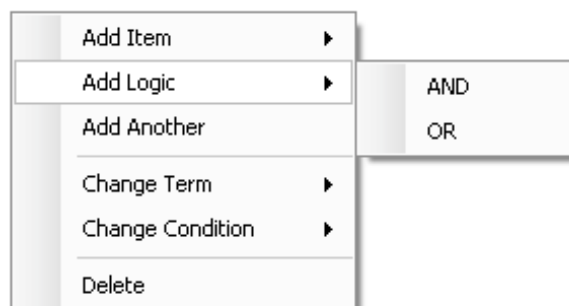 Add Item
Add Logic
AND
Add Another
OR
Change Term
Change Condition
Delete